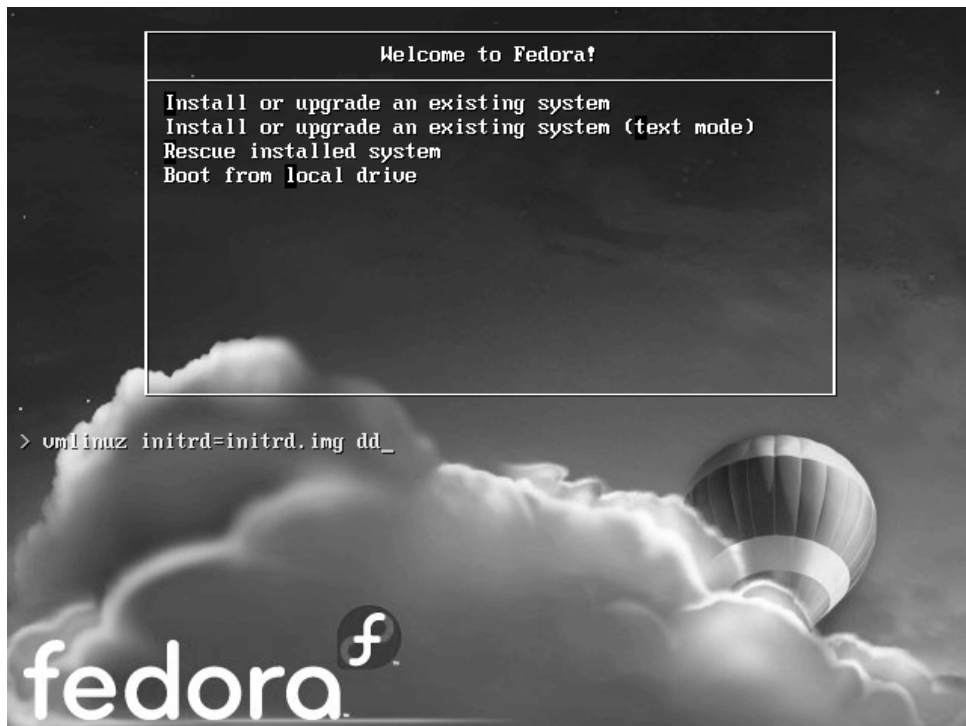 Welcome to Fedora!
Install or upgrade an existing system
Install or upgrade an existing system (text mode)
Rescue installed system
Boot from local drive
> vmlinuz initrd=initrd.img dd_
fedora f ™